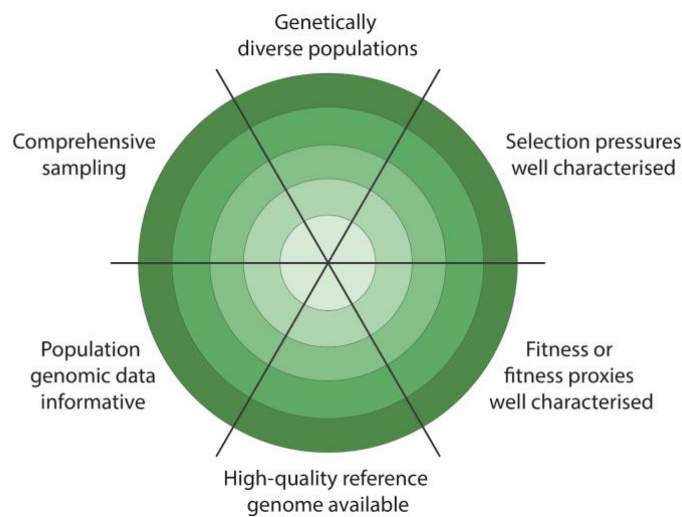 Genetically
diverse populations
Comprehensive
sampling
Selection pressures
well characterised
Population
genomic data
informative
Fitness or
fitness proxies
well characterised
High-quality reference
genome available